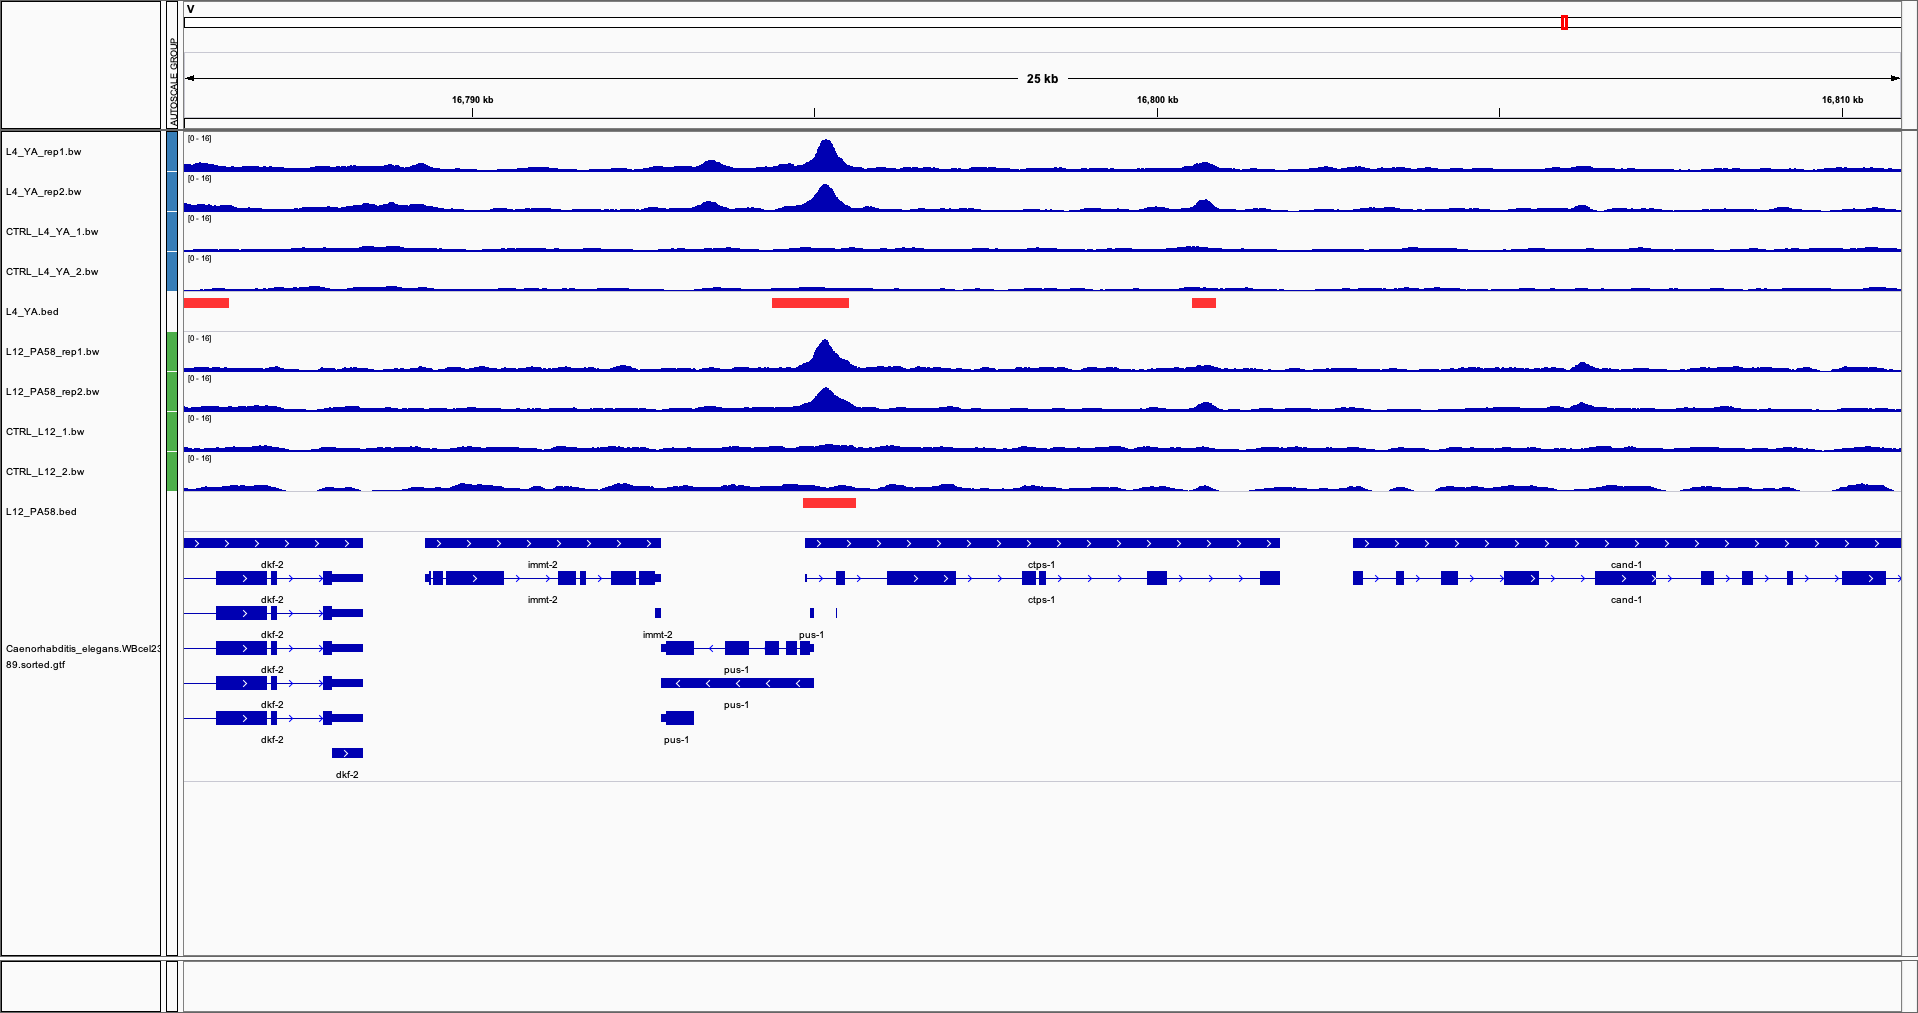 V
AUTOSCALE GROUP
25 kb
16,790 kb
16,800 kb
16,810 kb
L4_YA_rep1.bw
[0 - 16]
L4_YA_rep2.bw
[0 - 16]
CTRL_L4_YA_1.bw
[0 - 16]
CTRL_L4_YA_2.bw
[0 - 16]
L4_YA.bed
L12_PA58_rep1.bw
[0 - 16]
L12_PA58_rep2.bw
[0 - 16]
CTRL_L12_1.bw
[0 - 16]
CTRL_L12_2.bw
[0 - 16]
L12_PA58.bed
dkf-2 immt-2 ctps-1 cand-1
dkf-2 immt-2 ctps-1 cand-1
dkf-2 immt-2 pus-1
Caenorhabditis_elegans.WBcel23
89.sorted.gtf
dkf-2 pus-1
dkf-2 pus-1
dkf-2 pus-1
dkf-2